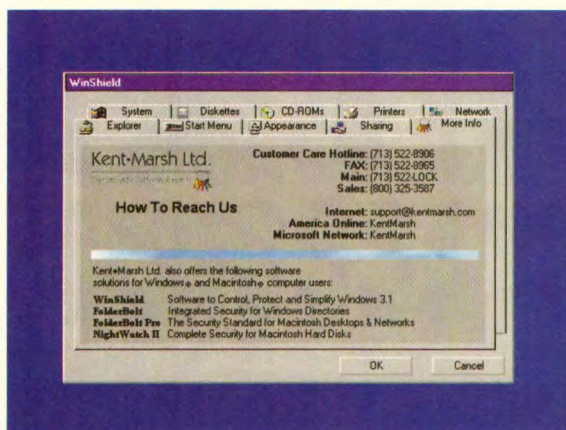 WinShield
System Diskettes CD-ROMs Printers Network
Explorer Start Menu Appearance Sharing More Info
Kent•Marsh Ltd.
How To Reach Us
Customer Care Hotline: (713) 522-8906
FAX: (713) 522-8965
Main: (713) 522-LOCK
Sales: (800) 325-3587
Internet: support@kentmarsh.com
America Online: KentMarsh
Microsoft Network: KentMarsh
Kent•Marsh Ltd. also offers the following software
solutions for Windows® and Macintosh® computer users:
WinShield Software to Control, Protect and Simplify Windows 3.1
FolderBolt Integrated Security for Windows Directories
FolderBolt Pro The Security Standard for Macintosh Desktops & Networks
NightWatch II Complete Security for Macintosh Hard Disks
OK Cancel